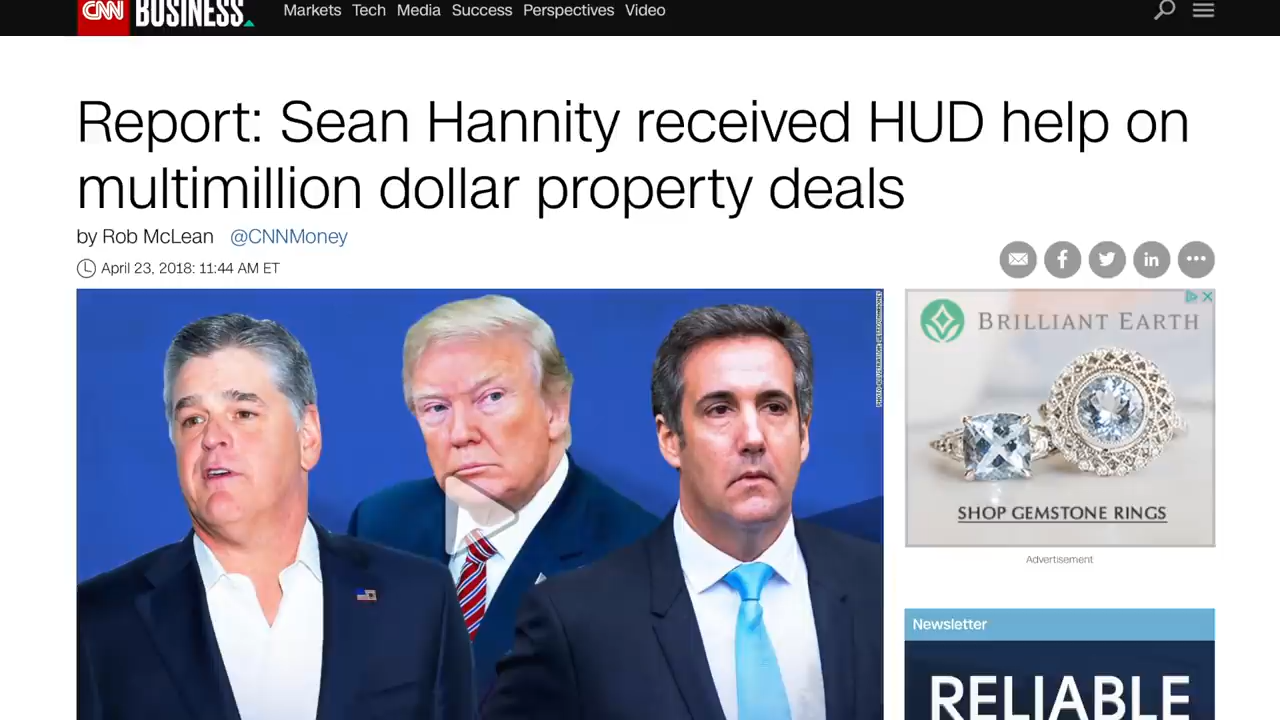 CNN BUSINESS
Markets Tech Media Success Perspectives Video
Report: Sean Hannity received HUD help on
multimillion dollar property deals
by Rob McLean @CNNMoney
April 23, 2018: 11:44 AM ET
in
BRILLIANT EARTH
SHOP GEMSTONE RINGS
Advertisement
Newsletter
RELIABLE